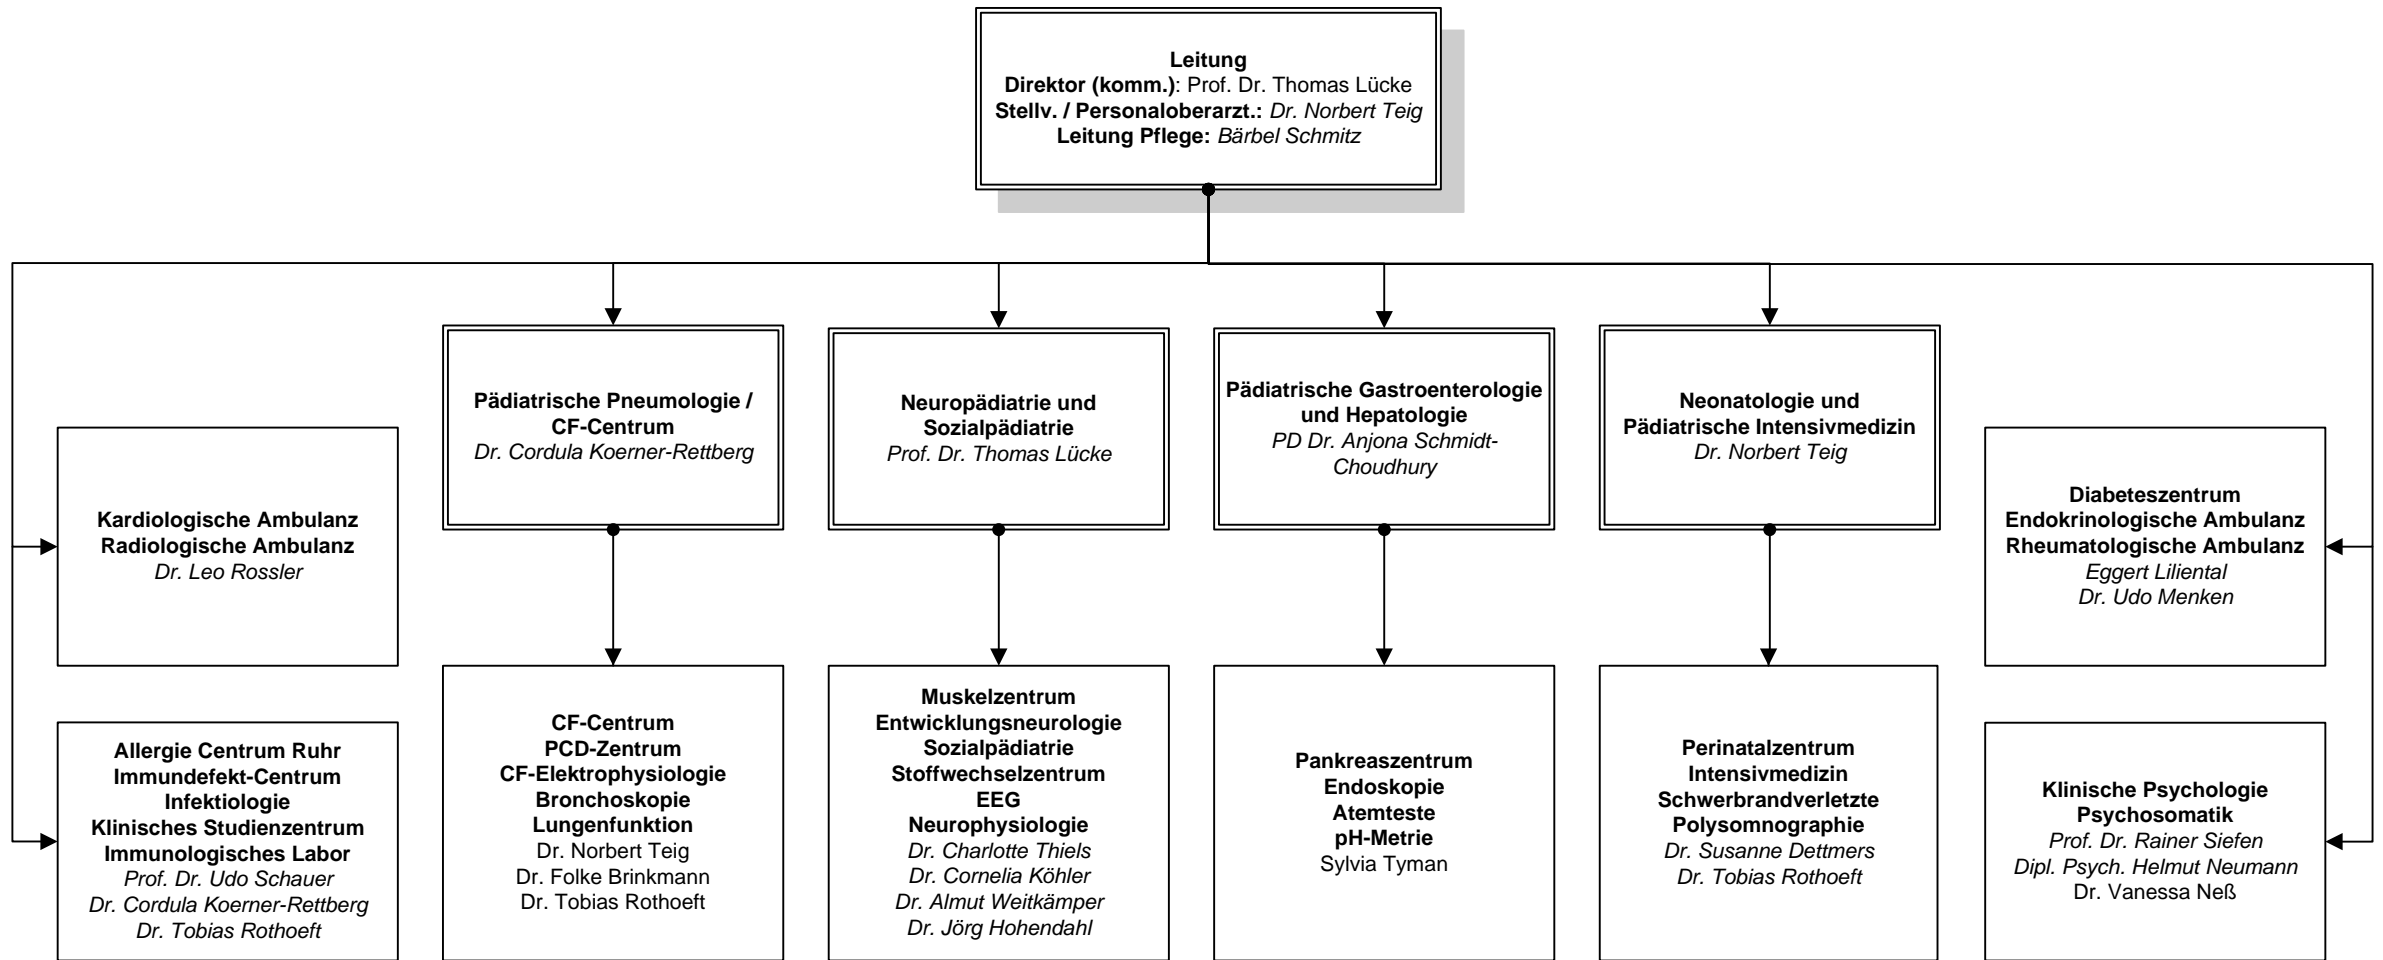 Leitung
Direktor (komm.): Prof. Dr. Thomas Lücke
Stellv. / Personaloberarzt.: Dr. Norbert Teig
Leitung Pflege: Bärbel Schmitz
Pädiatrische Pneumologie /
CF-Centrum
Dr. Cordula Koerner-Rettberg
Neuropädiatrie und
Sozialpädiatrie
Prof. Dr. Thomas Lücke
Pädiatrische Gastroenterologie
und Hepatologie
PD Dr. Anjona Schmidt-
Choudhury
Neonatologie und
Pädiatrische Intensivmedizin
Dr. Norbert Teig
Kardiologische Ambulanz
Radiologische Ambulanz
Dr. Leo Rossler
Diabeteszentrum
Endokrinologische Ambulanz
Rheumatologische Ambulanz
Eggert Liliental
Dr. Udo Menken
Allergie Centrum Ruhr
Immundefekt-Centrum
Infektiologie
Klinisches Studienzentrum
Immunologisches Labor
Prof. Dr. Udo Schauer
Dr. Cordula Koerner-Rettberg
Dr. Tobias Rothoeft
CF-Centrum
PCD-Zentrum
CF-Elektrophysiologie
Bronchoskopie
Lungenfunktion
Dr. Norbert Teig
Dr. Folke Brinkmann
Dr. Tobias Rothoeft
Muskelzentrum
Entwicklungsneurologie
Sozialpädiatrie
Stoffwechselzentrum
EEG
Neurophysiologie
Dr. Charlotte Thiels
Dr. Cornelia Köhler
Dr. Almut Weitkämper
Dr. Jörg Hohendahl
Pankreaszentrum
Endoskopie
Atemteste
pH-Metrie
Sylvia Tyman
Perinatalzentrum
Intensivmedizin
Schwerbrandverletzte
Polysomnographie
Dr. Susanne Dettmers
Dr. Tobias Rothoeft
Klinische Psychologie
Psychosomatik
Prof. Dr. Rainer Siefen
Dipl. Psych. Helmut Neumann
Dr. Vanessa Neß